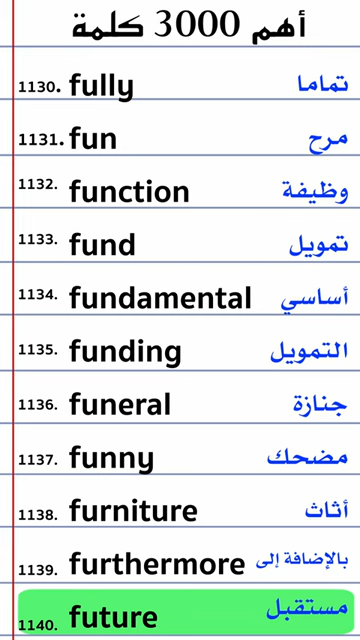 أهم 3000 كلمة
1130. fully تماما
1131. fun مرح
1132. function وظيفة
1133. fund تمويل
1134. fundamental أساسي
1135. funding التمويل
1136. funeral جنازة
1137. funny مضحك
1138. furniture أثاث
1139. furthermore بالإضافة إلى
1140. future مستقبل